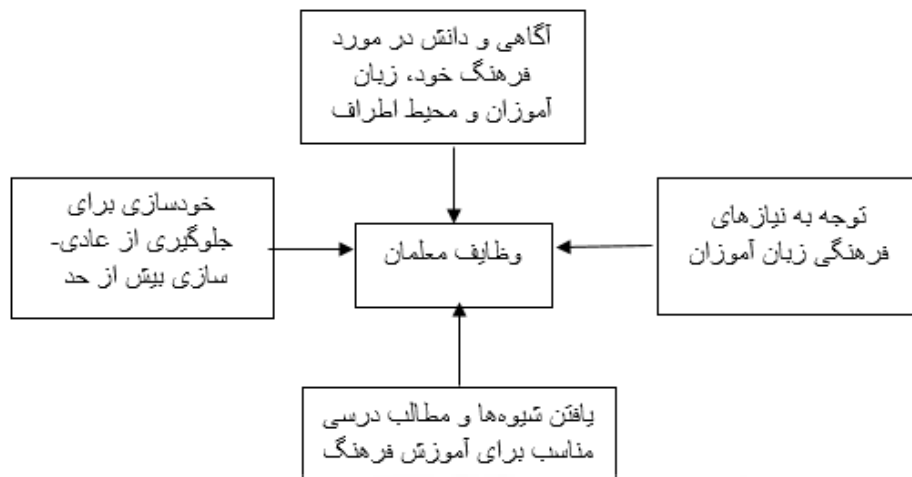 آگاهی و دانش در مورد
فرهنگ خود، زبان
آموزان و محیط اطراف
توجه به نیازهای
فرهنگی زبان آموزان
وظایف معلمان
خودسازی برای
جلوگیری از عادی-
سازی بیش از حد
یافتن شیوه‌ها و مطالب درسی
مناسب برای آموزش فرهنگ